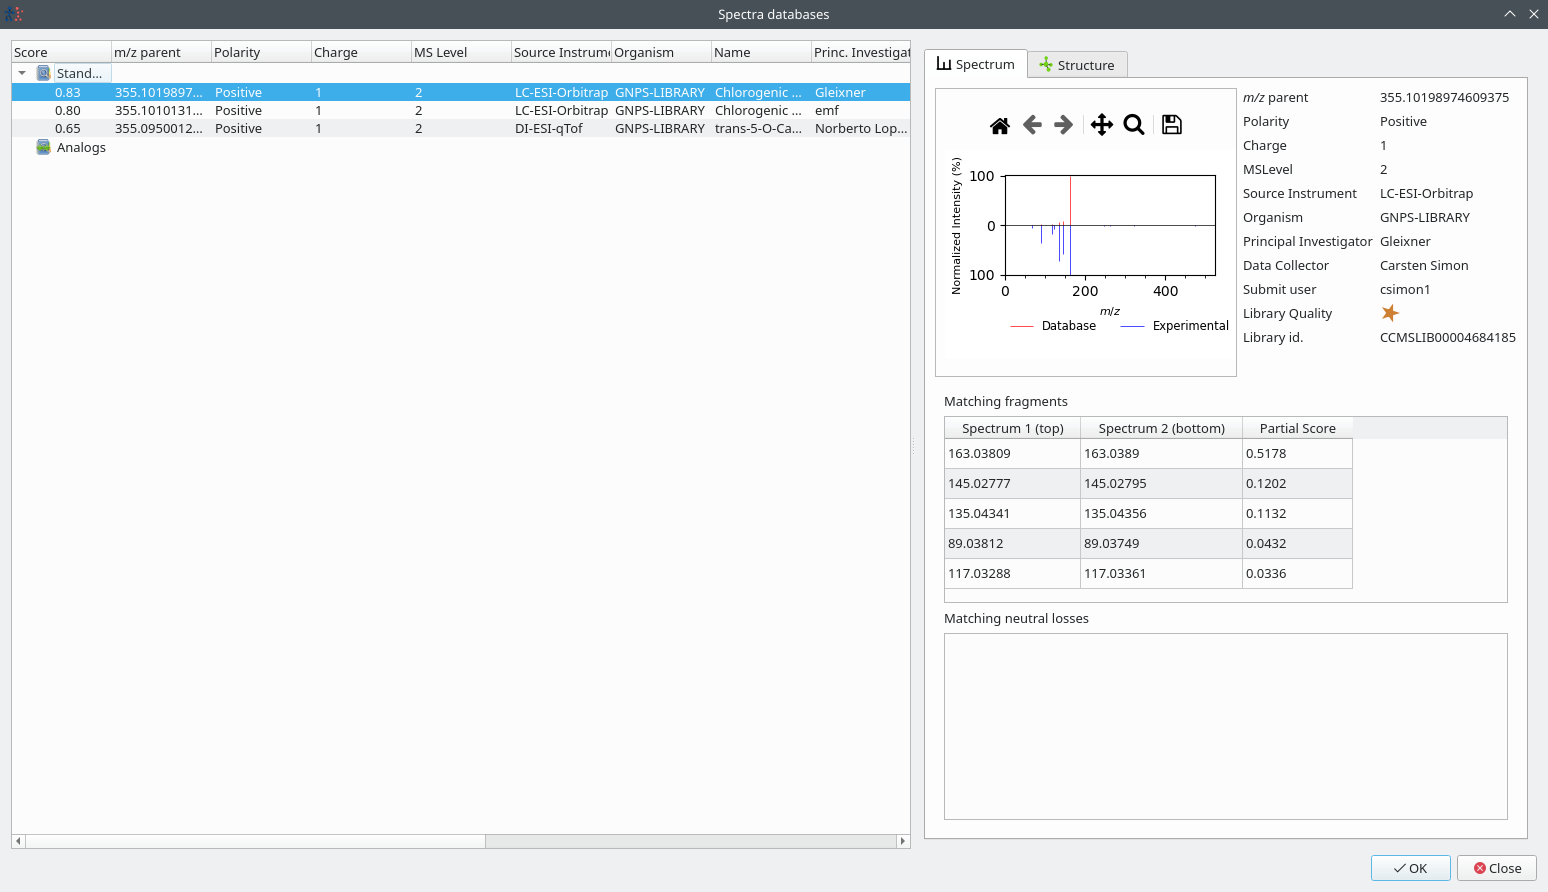 Spectra databases
Score m/z parent Polarity Charge MS Level Source Instrume Organism Name Princ. Investigat
Stand...
0.83 355.1019897... Positive 1 2 LC-ESI-Orbitrap GNPS-LIBRARY Chlorogenic ... Gleixner
0.80 355.1010131... Positive 1 2 LC-ESI-Orbitrap GNPS-LIBRARY Chlorogenic ... emf
0.65 355.0950012... Positive 1 2 DI-ESI-qTof GNPS-LIBRARY trans-5-O-Ca... Norberto Lop...
Analogs
Spectrum Structure
Normalized Intensity (%)
100
0
100
0 200 400
m/z
Database Experimental
m/z parent 355.10198974609375
Polarity Positive
Charge 1
MSLevel 2
Source Instrument LC-ESI-Orbitrap
Organism GNPS-LIBRARY
Principal Investigator Gleixner
Data Collector Carsten Simon
Submit user csimon1
Library Quality
Library id. CCMSLIB00004684185
Matching fragments
Spectrum 1 (top) Spectrum 2 (bottom) Partial Score
163.03809 163.0389 0.5178
145.02777 145.02795 0.1202
135.04341 135.04356 0.1132
89.03812 89.03749 0.0432
117.03288 117.03361 0.0336
Matching neutral losses
OK Close